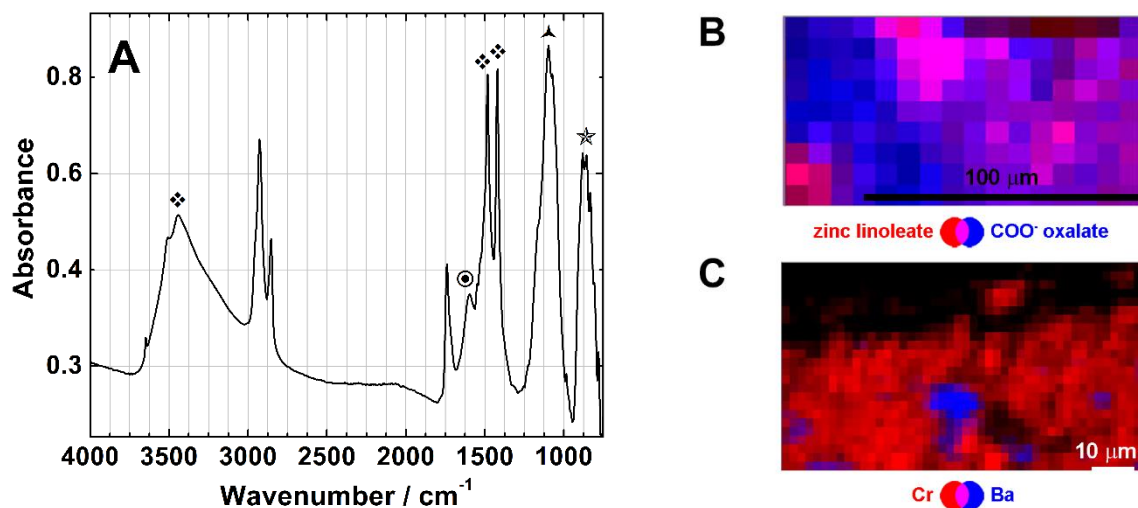 A
Absorbance
0.8
0.6
0.4
0.3
4000 3500 3000 2500 2000 1500 1000
Wavenumber / cm⁻¹
B
100 μm
zinc linoleate COO⁻ oxalate
C
10 μm
Cr Ba